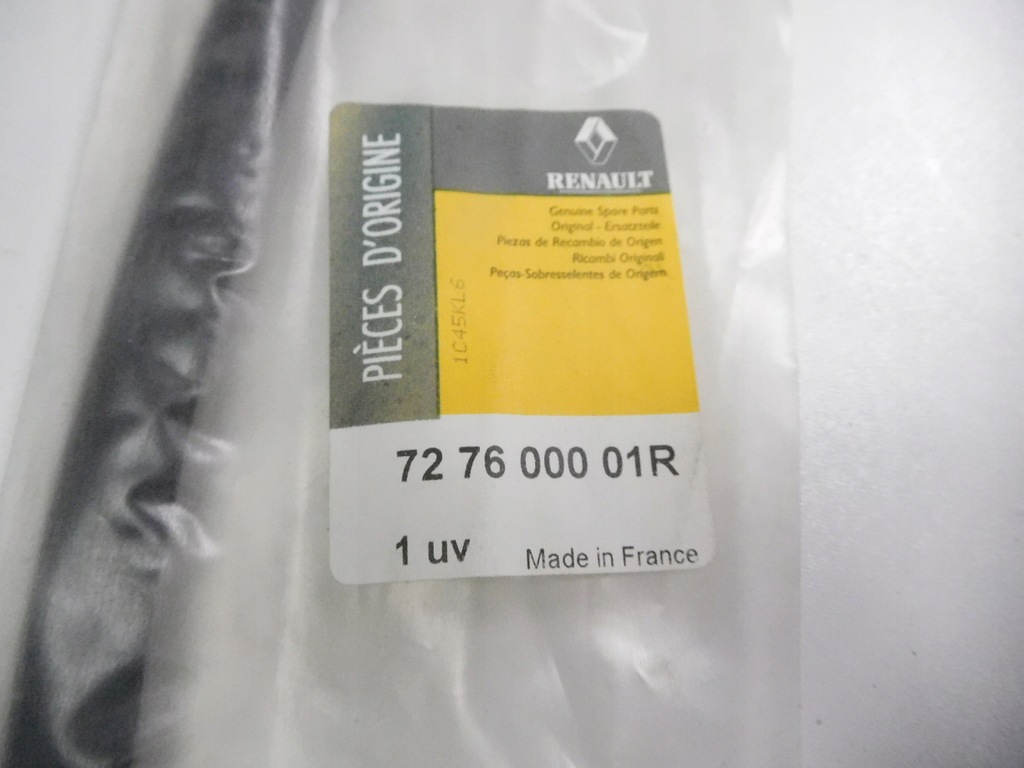 PIÈCES D'ORIGINE
RENAULT
Genuine Spare Parts
Original - Ersatzteile
Piezas de Recambio de Origen
Ricambi Originali
Peças-Sobresselentes de Origem
1C45KL6
72 76 000 01R
1 uv
Made in France